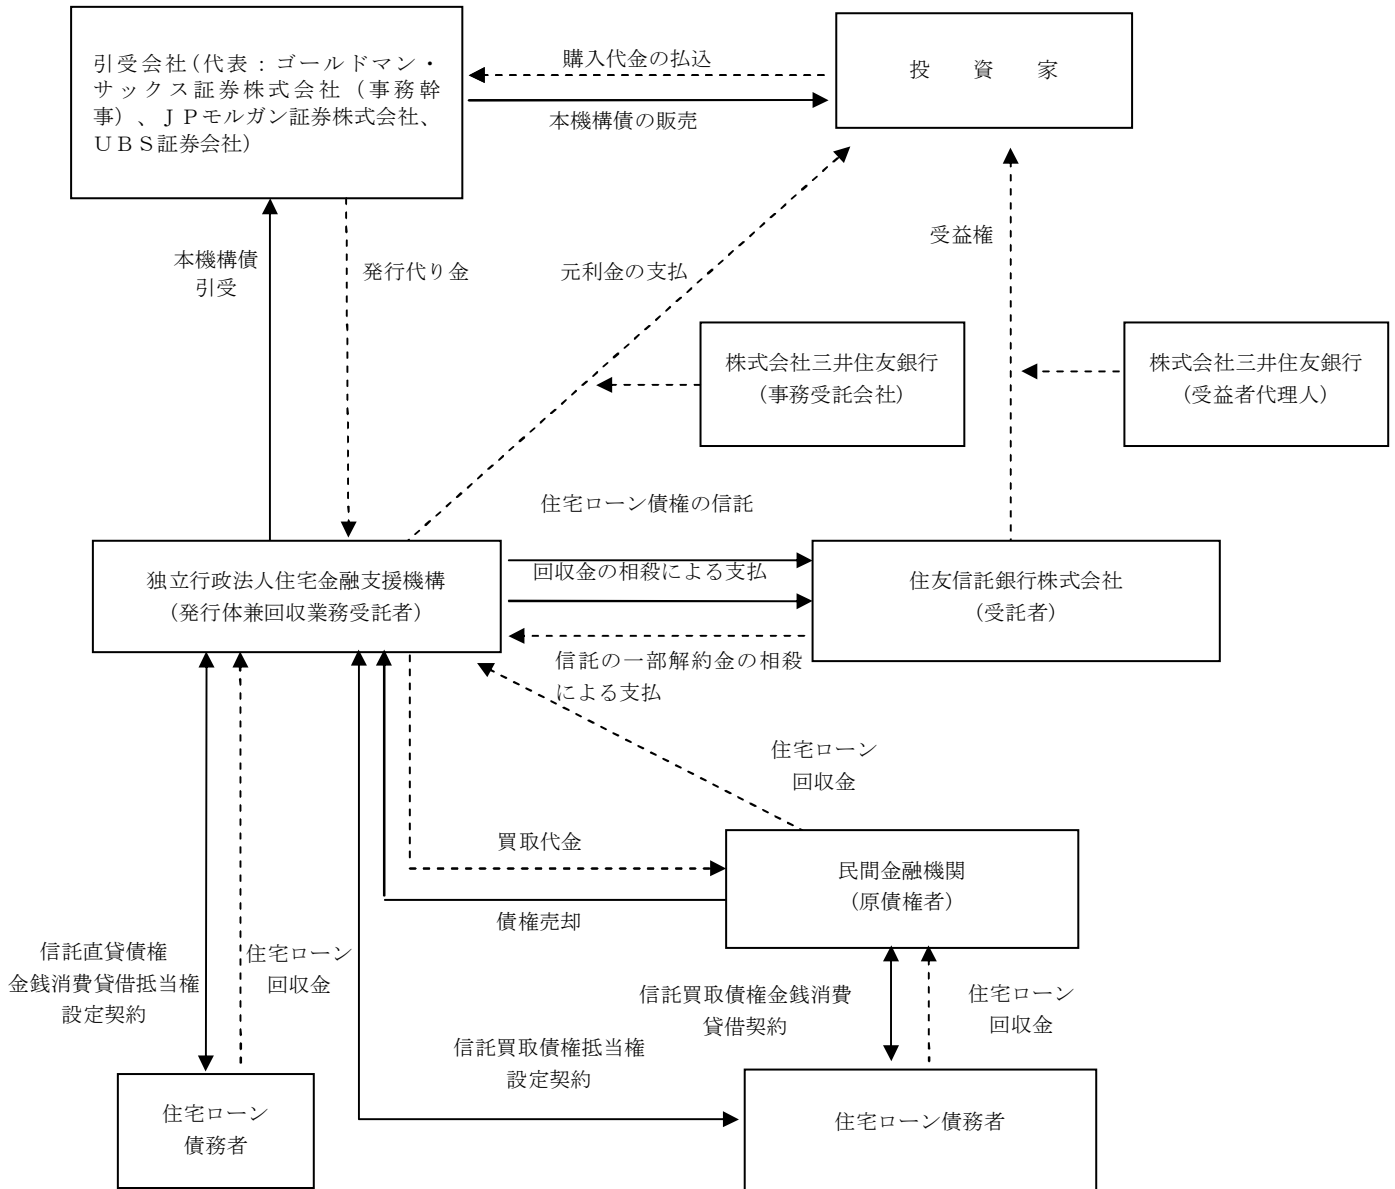 引受会社（代表：ゴールドマン・
サックス証券株式会社（事務幹
事）、ＪＰモルガン証券株式会社、
ＵＢＳ証券会社）
購入代金の払込
本機構債の販売
投　資　家
本機構債
引受
発行代り金
元利金の支払
受益権
株式会社三井住友銀行
（事務受託会社）
株式会社三井住友銀行
（受益者代理人）
住宅ローン債権の信託
独立行政法人住宅金融支援機構
（発行体兼回収業務受託者）
回収金の相殺による支払
住友信託銀行株式会社
（受託者）
信託の一部解約金の相殺
による支払
住宅ローン
回収金
買取代金
民間金融機関
（原債権者）
債権売却
信託直貸債権
金銭消費貸借抵当権
設定契約
住宅ローン
回収金
信託買取債権金銭消費
貸借契約
住宅ローン
回収金
信託買取債権抵当権
設定契約
住宅ローン
債務者
住宅ローン債務者